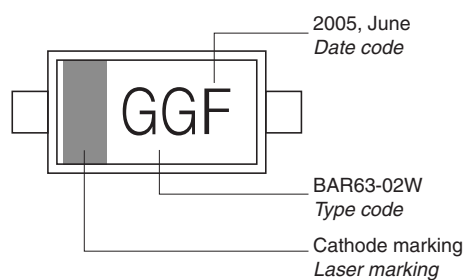 2005, June
Date code
GGF
BAR63-02W
Type code
Cathode marking
Laser marking